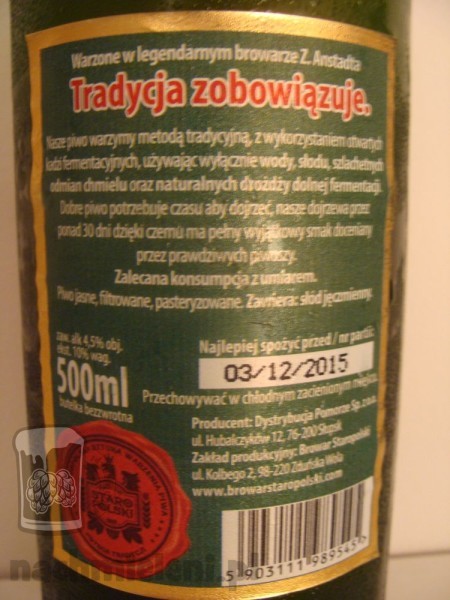 Warzone w legendarnym browarze Z. Anstadta
Tradycja zobowiązuje.
Nasze piwo warzymy metodą tradycyjną, z wykorzystaniem otwartych
kadzi fermentacyjnych, używając wyłącznie wody, słodu, szlachetnych
odmian chmielu oraz naturalnych drożdży dolnej fermentacji.
Dobre piwo potrzebuje czasu aby dojrzeć, nasze dojrzewa przez
ponad 30 dni dzięki czemu ma pełny wyjątkowy smak doceniany
przez prawdziwych piwoszy.
Zalecana konsumpcja z umiarem.
Piwo jasne, filtrowane, pasteryzowane. Zawiera: słód jęczmienny.
zaw. alk 4,5% obj.
ekst. 10% wag.
500ml
butelka bezzwrotna
Najlepiej spożyć przed / nr partii:
03/12/2015
Przechowywać w chłodnym zacienionym miejscu.
Producent: Dystrybucja Pomorze Sp. z o.o.
ul. Hubalczyków 12, 76-200 Słupsk
Zakład produkcyjny: Browar Staropolski
ul. Kolbego 2, 98-220 Zduńska Wola
www.browarstaropolski.com
STARO
POLSKI
5 903111 989545
nachmieleni.pl